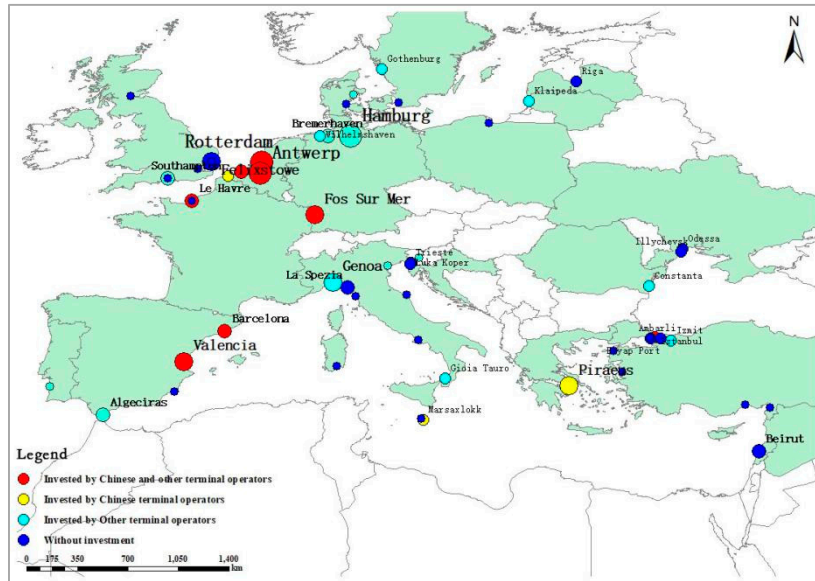 N
Gothenburg
Riga
Klaipeda
Hamburg
Bremerhaven
Wilhelmshaven
Rotterdam
Antwerp
Southampton
Felixstowe
Le Havre
Fos Sur Mer
Illychevsk
Odessa
Trieste
Luka Koper
Genoa
La Spezia
Constanta
Barcelona
Ambarli
Izmit
Istanbul
Valencia
Gioia Tauro
Piraeus
Algeciras
Marsaxlokk
Beirut
Legend
Invested by Chinese and other terminal operators
Invested by Chinese terminal operators
Invested by Other terminal operators
Without investment
0 175 350 700 1,050 1,400
km